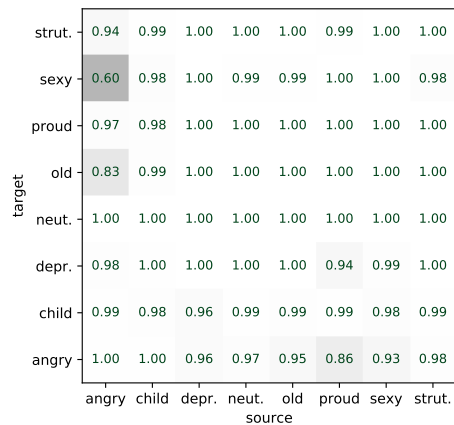 strut. 0.94 0.99 1.00 1.00 1.00 0.99 1.00 1.00
sexy 0.60 0.98 1.00 0.99 0.99 1.00 1.00 0.98
proud 0.97 0.98 1.00 1.00 1.00 1.00 1.00 1.00
old 0.83 0.99 1.00 1.00 1.00 1.00 1.00 1.00
neut. 1.00 1.00 1.00 1.00 1.00 1.00 1.00 1.00
depr. 0.98 1.00 1.00 1.00 1.00 0.94 0.99 1.00
child 0.99 0.98 0.96 0.99 0.99 0.99 0.98 0.99
angry 1.00 1.00 0.96 0.97 0.95 0.86 0.93 0.98
angry child depr. neut. old proud sexy strut.
source
target